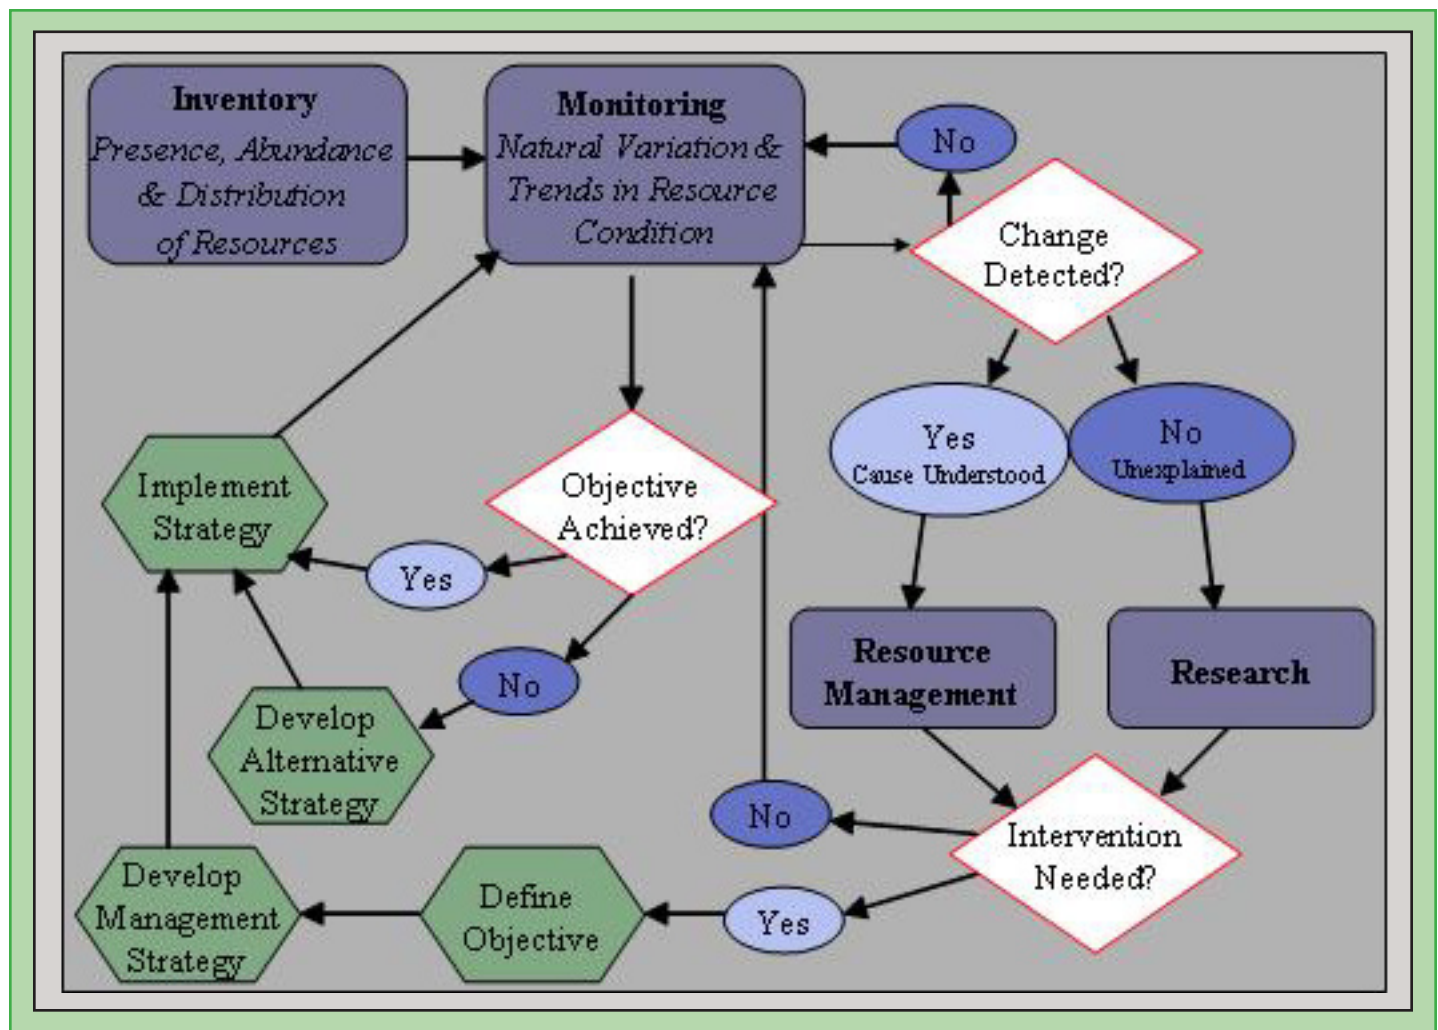 Inventory
Presence, Abundance
& Distribution
of Resources
Monitoring
Natural Variation &
Trends in Resource
Condition
No
Change
Detected?
Yes
Cause Understood
No
Unexplained
Implement
Strategy
Objective
Achieved?
Yes
No
Develop
Alternative
Strategy
Resource
Management
Research
No
Intervention
Needed?
Yes
Define
Objective
Develop
Management
Strategy